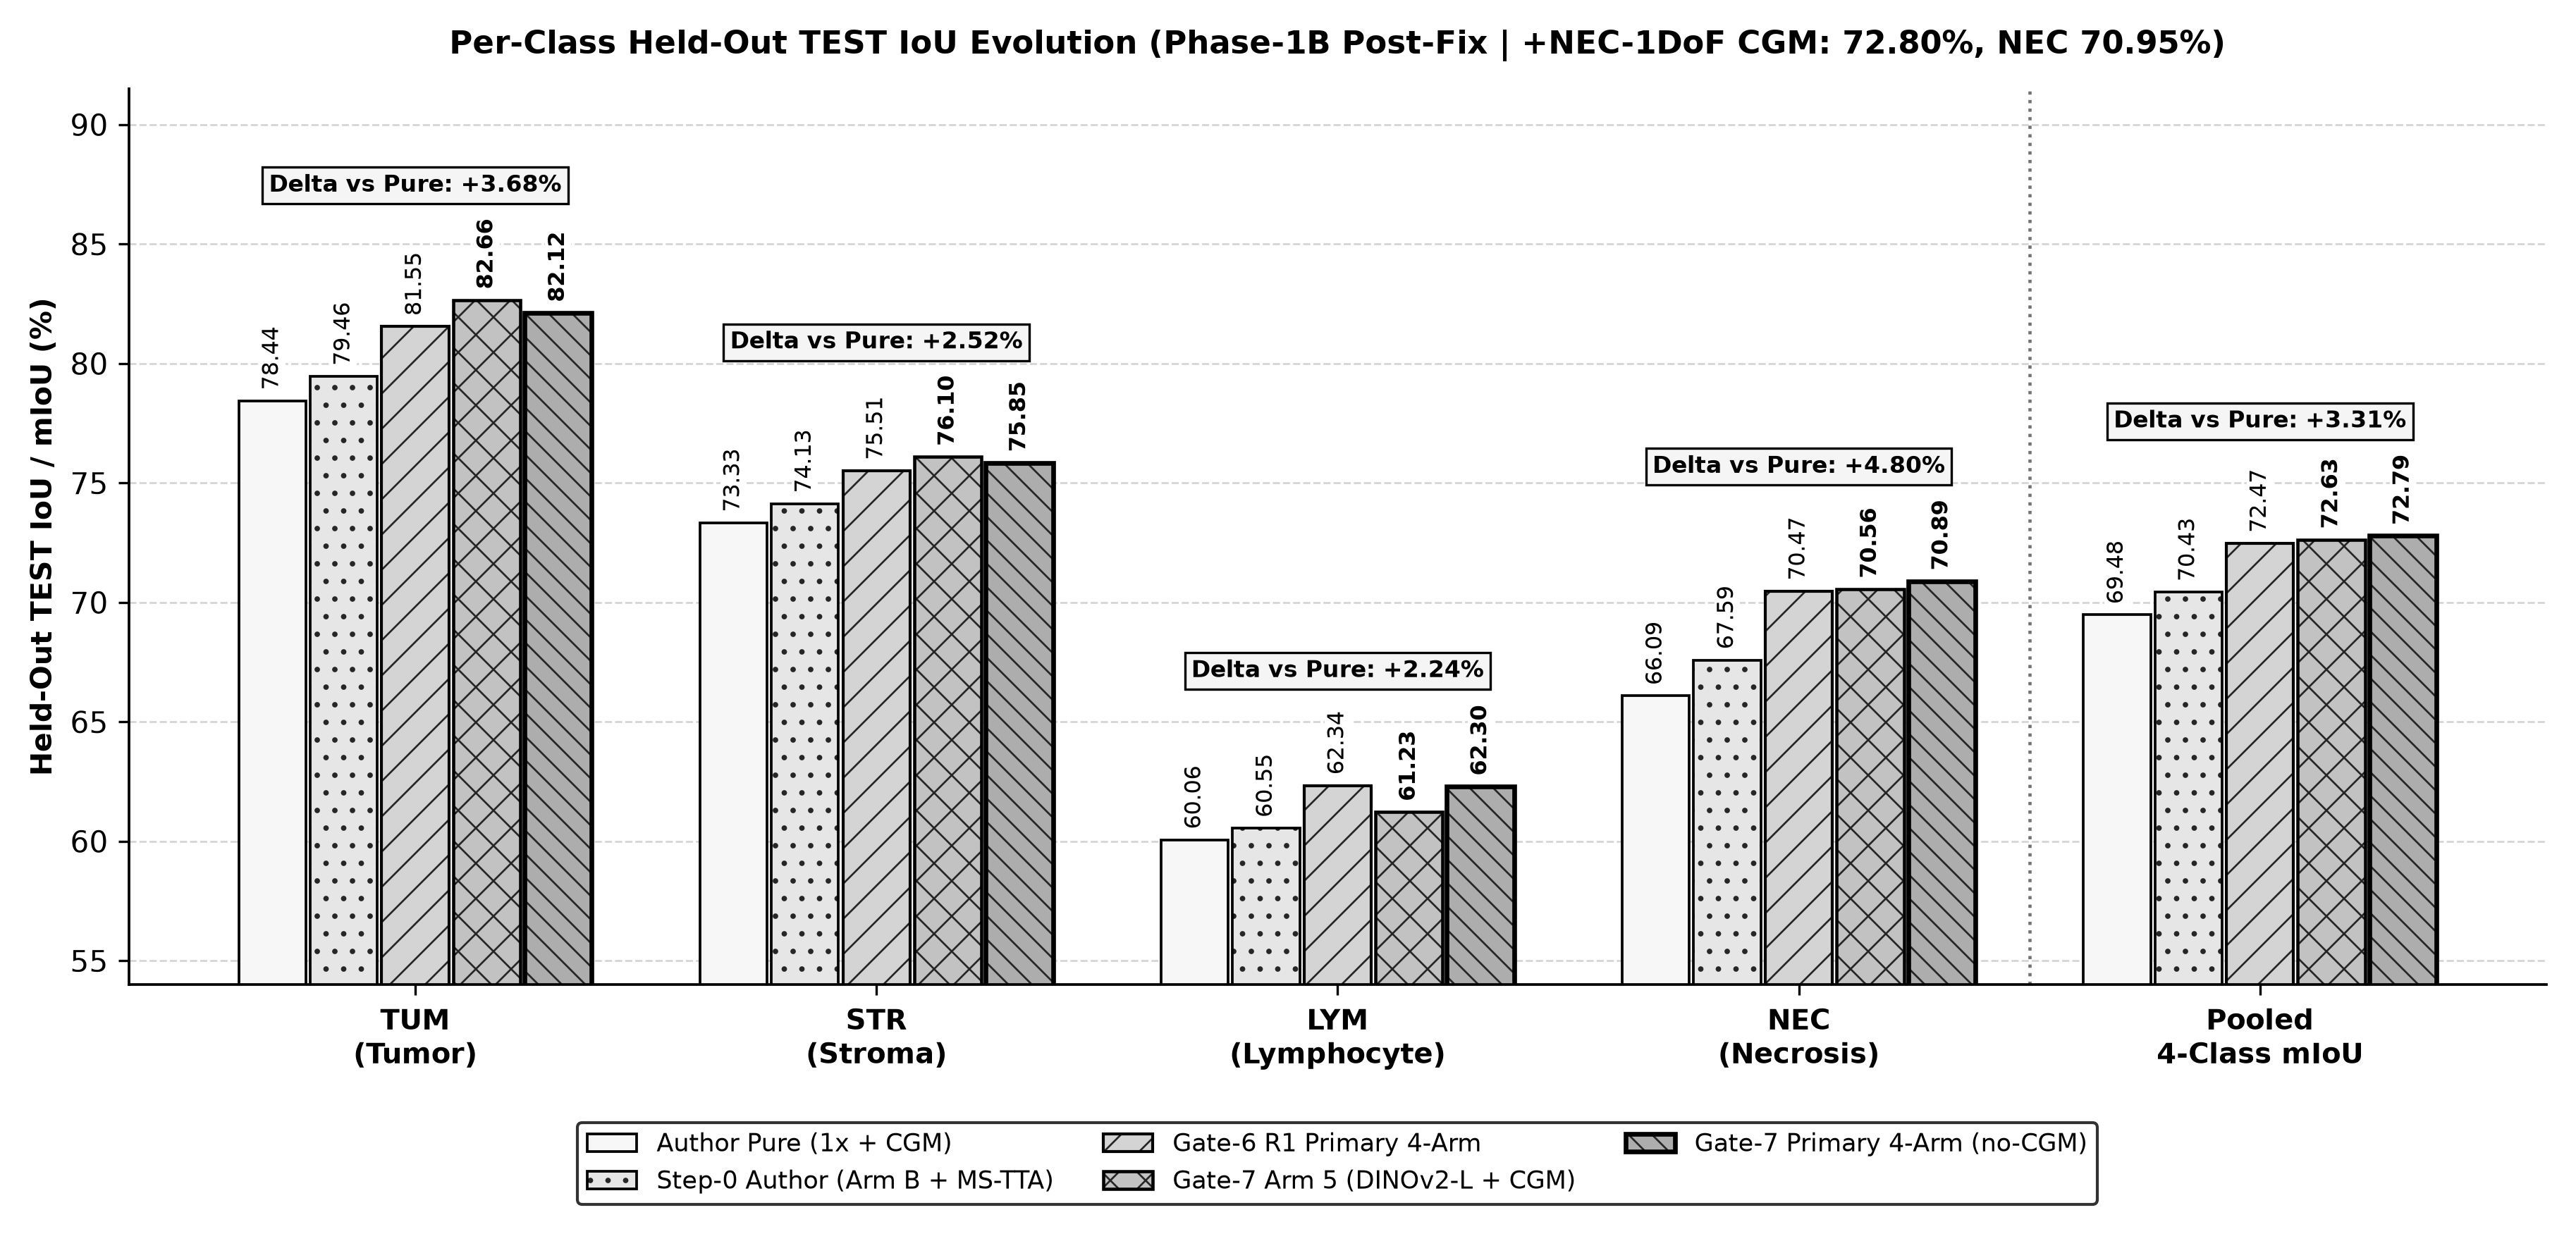 Per-Class Held-Out TEST IoU Evolution (Phase-1B Post-Fix | +NEC-1DoF CGM: 72.80%, NEC 70.95%)
Held-Out TEST IoU / mIoU (%)
90
85
80
75
70
65
60
55
Delta vs Pure: +3.68%
78.44
79.46
81.55
82.66
82.12
Delta vs Pure: +2.52%
73.33
74.13
75.51
76.10
75.85
Delta vs Pure: +2.24%
60.06
60.55
62.34
61.23
62.30
Delta vs Pure: +4.80%
66.09
67.59
70.47
70.56
70.89
Delta vs Pure: +3.31%
69.48
70.43
72.47
72.63
72.79
TUM
(Tumor)
STR
(Stroma)
LYM
(Lymphocyte)
NEC
(Necrosis)
Pooled
4-Class mIoU
Author Pure (1x + CGM)
Step-0 Author (Arm B + MS-TTA)
Gate-6 R1 Primary 4-Arm
Gate-7 Arm 5 (DINOv2-L + CGM)
Gate-7 Primary 4-Arm (no-CGM)